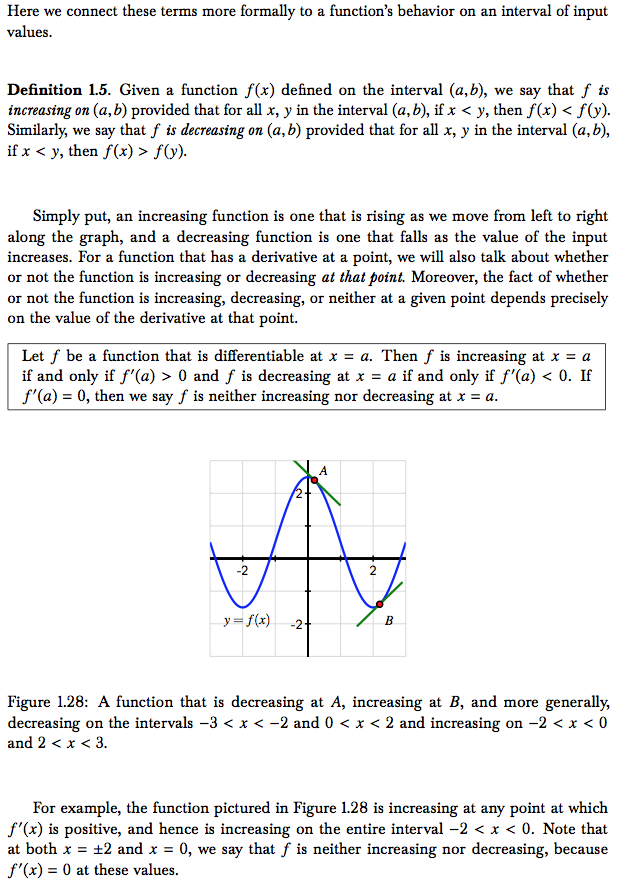 Here we connect these terms more formally to a function's behavior on an interval of input
values.
Definition 1.5. Given a function f(x) defined on the interval (a,b), we say that f is
increasing on (a,b) provided that for all x, y in the interval (a,b), if x < y, then f(x) < f(y).
Similarly, we say that f is decreasing on (a,b) provided that for all x, y in the interval (a,b),
if x < y, then f(x) > f(y).
Simply put, an increasing function is one that is rising as we move from left to right
along the graph, and a decreasing function is one that falls as the value of the input
increases. For a function that has a derivative at a point, we will also talk about whether
or not the function is increasing or decreasing at that point. Moreover, the fact of whether
or not the function is increasing, decreasing, or neither at a given point depends precisely
on the value of the derivative at that point.
Let f be a function that is differentiable at x = a. Then f is increasing at x = a
if and only if f′(a) > 0 and f is decreasing at x = a if and only if f′(a) < 0. If
f′(a) = 0, then we say f is neither increasing nor decreasing at x = a.
A
2
-2
2
y = f(x)
-2
B
Figure 1.28: A function that is decreasing at A, increasing at B, and more generally,
decreasing on the intervals −3 < x < −2 and 0 < x < 2 and increasing on −2 < x < 0
and 2 < x < 3.
For example, the function pictured in Figure 1.28 is increasing at any point at which
f′(x) is positive, and hence is increasing on the entire interval −2 < x < 0. Note that
at both x = ±2 and x = 0, we say that f is neither increasing nor decreasing, because
f′(x) = 0 at these values.